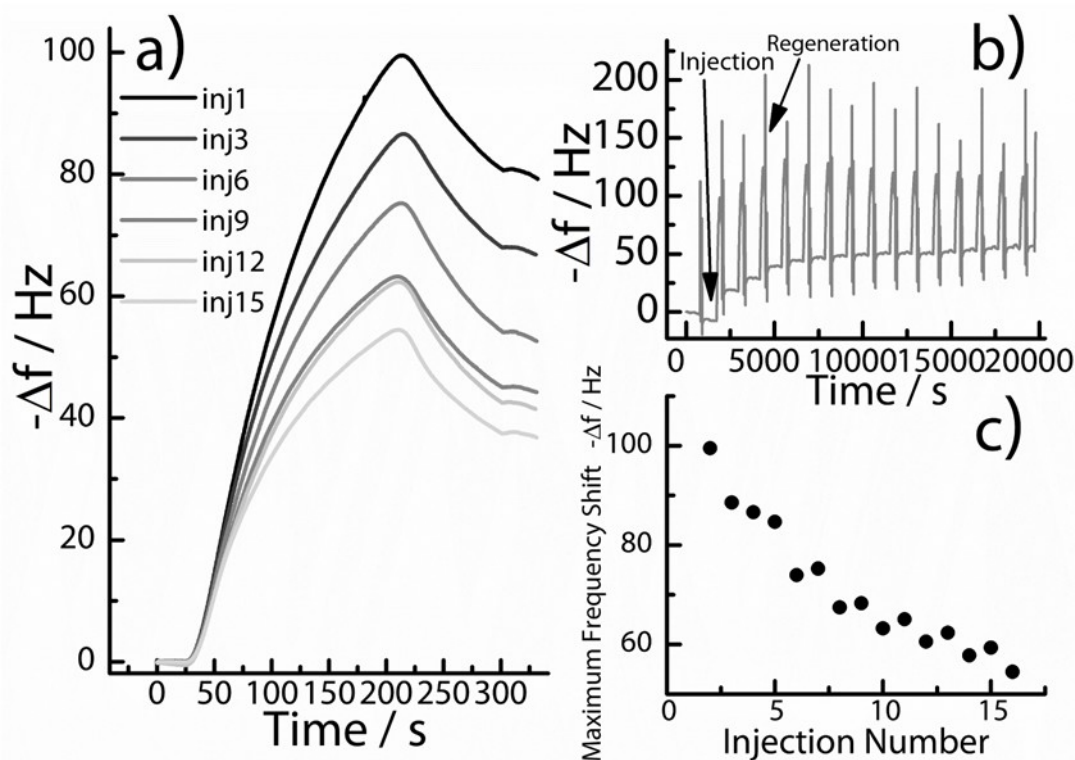 a)
-Δf / Hz
100
80
60
40
20
0
inj1
inj3
inj6
inj9
inj12
inj15
0 50 100 150 200 250 300
Time / s
b)
Injection
Regeneration
-Δf / Hz
200
150
100
50
0
0 5000 10000 15000 20000
Time / s
c)
Maximum Frequency Shift -Δf / Hz
100
80
60
0 5 10 15
Injection Number